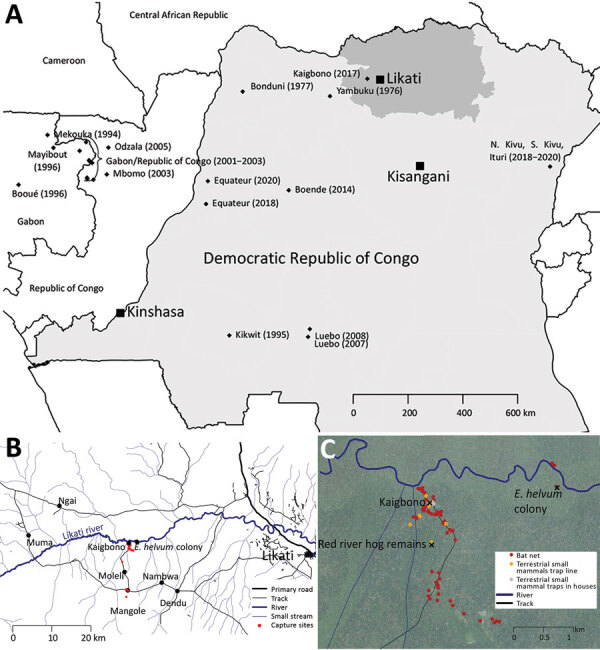 A
Central African Republic
Cameroon
Kaigbono (2017)
Likati
Bonduni (1977)
Yambuku (1976)
Mekouka (1994)
Odzala (2005)
Mayibout
(1996)
Gabon/Republic of Congo (2001–2003)
Mbomo (2003)
Booué (1996)
Gabon
N. Kivu, S. Kivu,
Ituri (2018–2020)
Kisangani
Equateur (2020)
Boende (2014)
Equateur (2018)
Democratic Republic of Congo
Republic of Congo
Kinshasa
Kikwit (1995)
Luebo (2008)
Luebo (2007)
0 200 400 600 km
B
Ngai
Likati river
Muma
Kaigbono
E. helvum colony
Likati
Moleli
Nambwa
Mangole
Dendu
0 10 20 km
Primary road
Track
River
Small stream
Capture sites
C
Kaigbono
E. helvum
colony
Red river hog remains
Bat net
Terrestrial small
mammals trap line
Terrestrial small
mammal traps in houses
River
Track
0 0.5 1 km